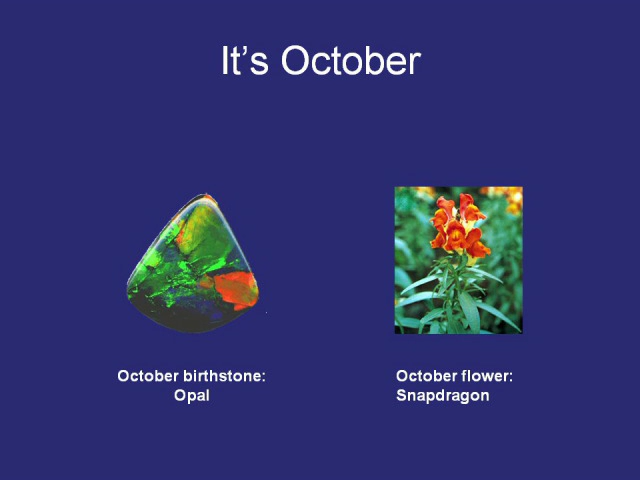 It’s October
October birthstone:
Opal
October flower:
Snapdragon